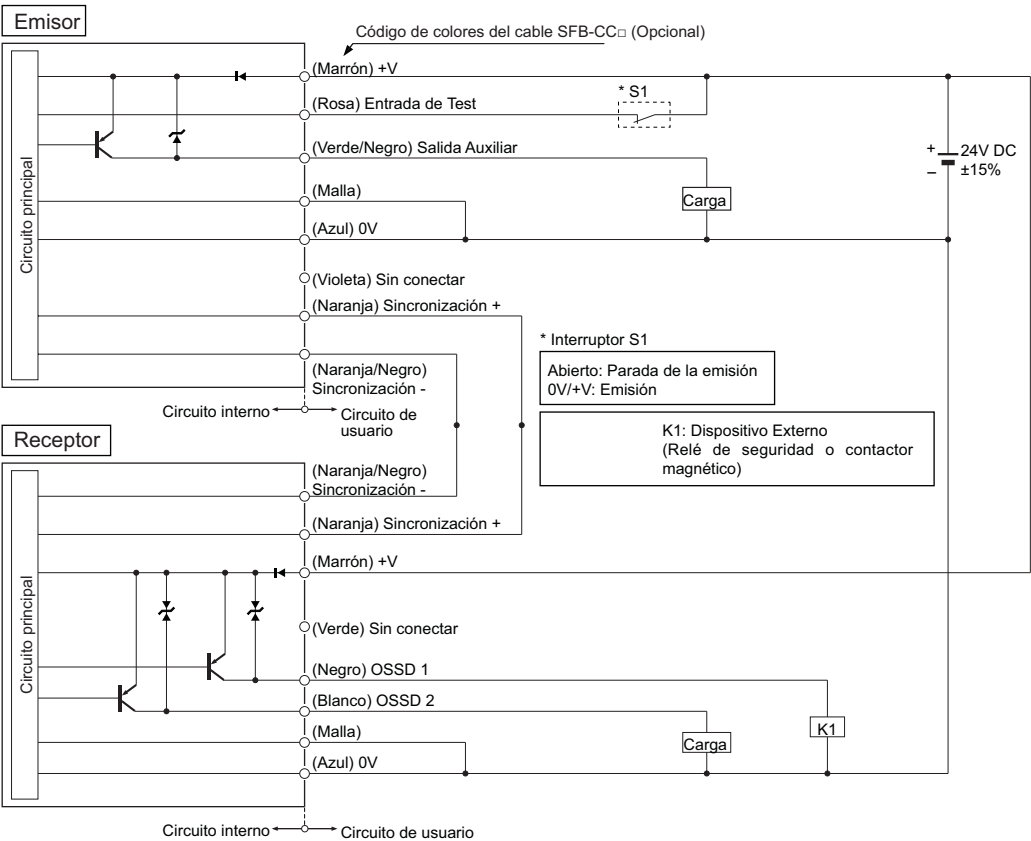 Emisor
Código de colores del cable SFB-CC□ (Opcional)
(Marrón) +V
(Rosa) Entrada de Test
* S1
(Verde/Negro) Salida Auxiliar
+
24V DC
–
±15%
(Malla)
Carga
(Azul) 0V
Circuito principal
(Violeta) Sin conectar
(Naranja) Sincronización +
* Interruptor S1
Abierto: Parada de la emisión
0V/+V: Emisión
(Naranja/Negro)
Sincronización -
Circuito interno
Circuito de
usuario
K1: Dispositivo Externo
(Relé de seguridad o contactor
magnético)
Receptor
(Naranja/Negro)
Sincronización -
(Naranja) Sincronización +
(Marrón) +V
Circuito principal
(Verde) Sin conectar
(Negro) OSSD 1
(Blanco) OSSD 2
(Malla)
Carga
K1
(Azul) 0V
Circuito interno
Circuito de usuario